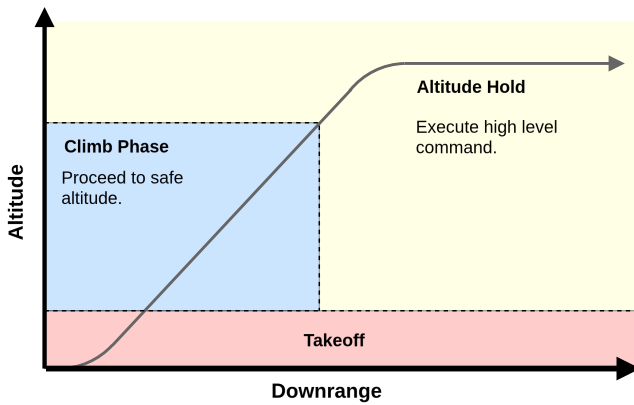 Altitude Hold
Execute high level
command.
Climb Phase
Proceed to safe
altitude.
Altitude
Takeoff
Downrange